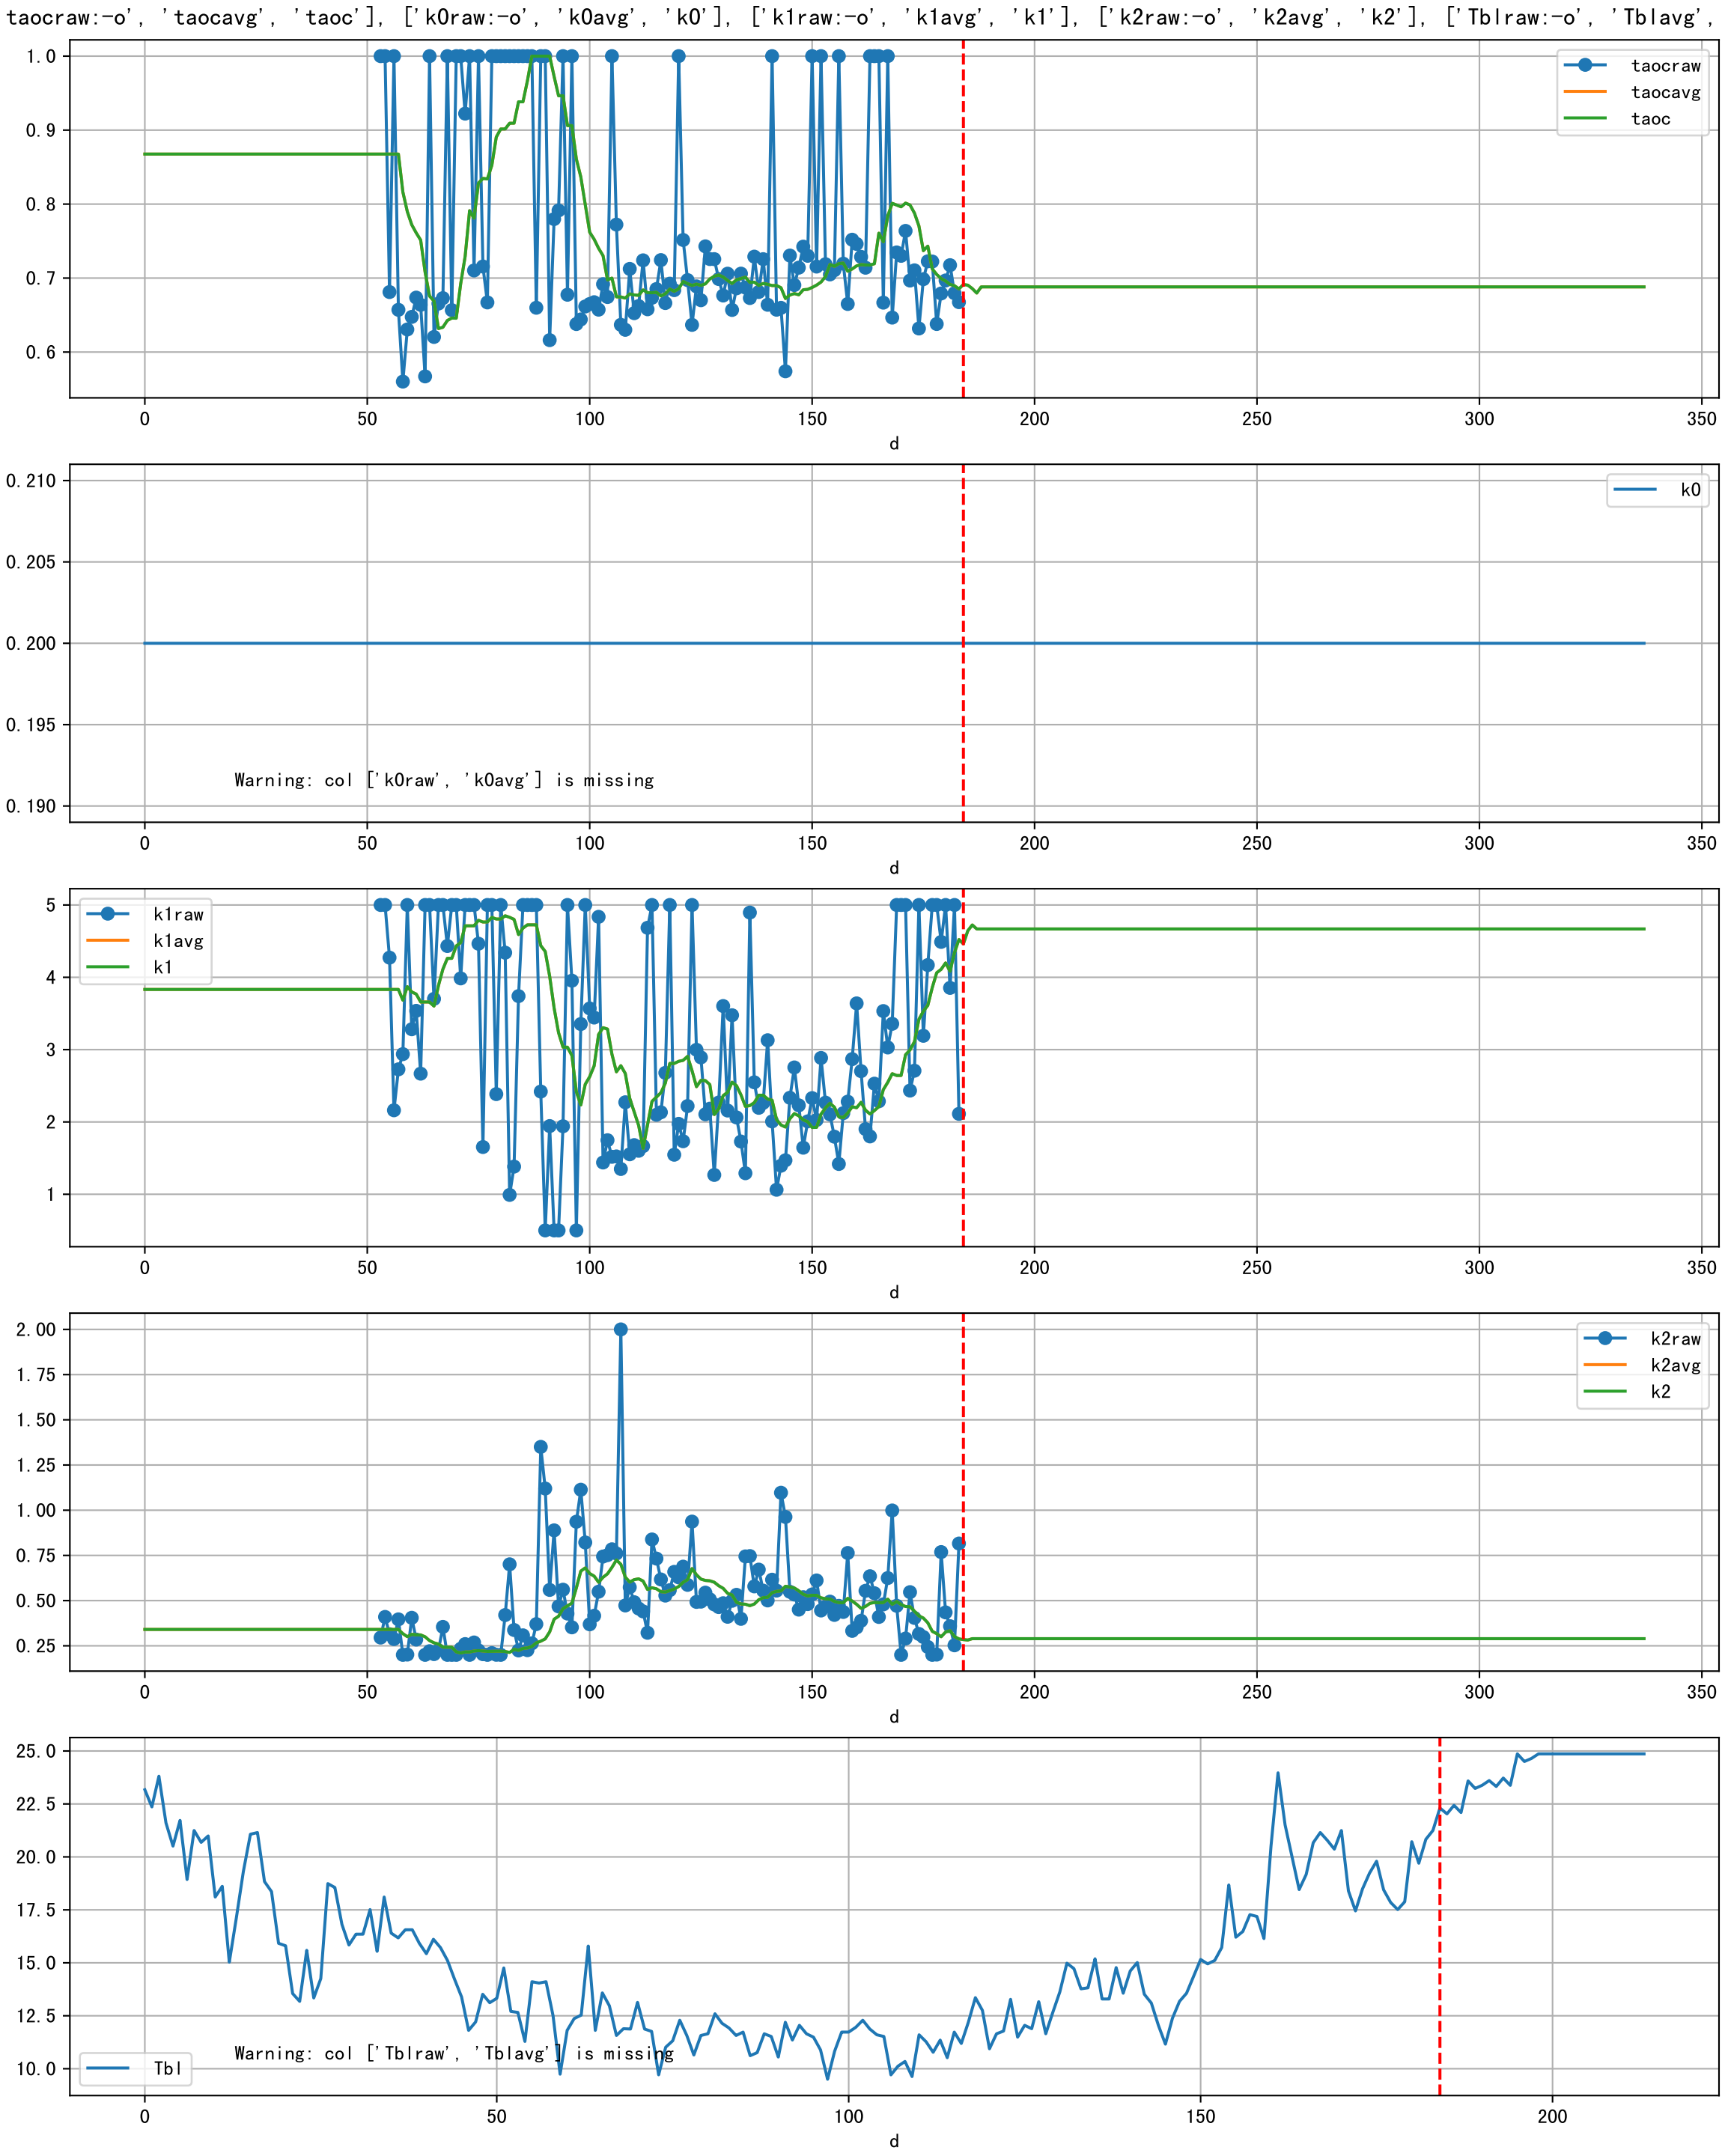 taocraw:-o', 'taocavg', 'taoc'], ['k0raw:-o', 'k0avg', 'k0'], ['k1raw:-o', 'k1avg', 'k1'], ['k2raw:-o', 'k2avg', 'k2'], ['Tblraw:-o', 'Tblavg',
1.0
0.9
0.8
0.7
0.6
taocraw
taocavg
taoc
0 50 100 150 200 250 300 350
d
0.210
0.205
0.200
0.195
0.190
k0
Warning: col ['k0raw', 'k0avg'] is missing
0 50 100 150 200 250 300 350
d
5
4
3
2
1
k1raw
k1avg
k1
0 50 100 150 200 250 300 350
d
2.00
1.75
1.50
1.25
1.00
0.75
0.50
0.25
k2raw
k2avg
k2
0 50 100 150 200 250 300 350
d
25.0
22.5
20.0
17.5
15.0
12.5
10.0
Warning: col ['Tblraw', 'Tblavg'] is missing
Tbl
0 50 100 150 200
d